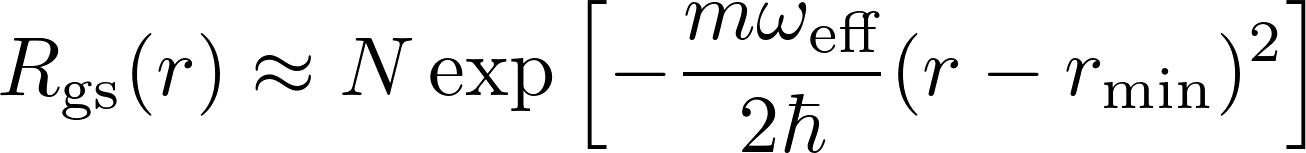 R_gs(r) ≈ N exp [ − mω_eff / 2ħ (r − r_min)² ]